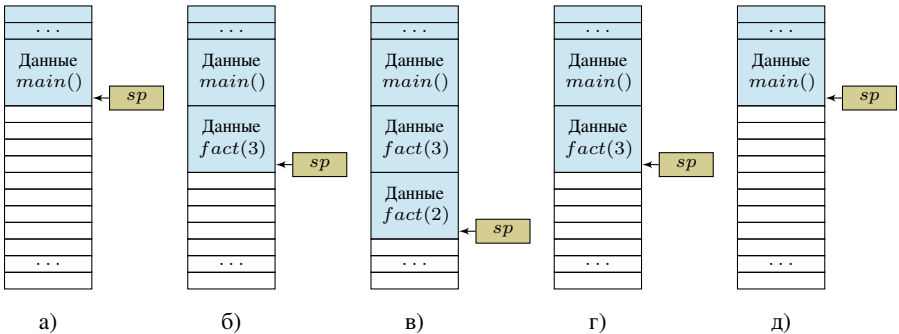 ...
Данные
main()
sp
...
а)
...
Данные
main()
Данные
fact(3)
sp
б)
...
Данные
main()
Данные
fact(3)
Данные
fact(2)
sp
...
в)
...
Данные
main()
Данные
fact(3)
sp
г)
...
...
Данные
main()
sp
...
д)